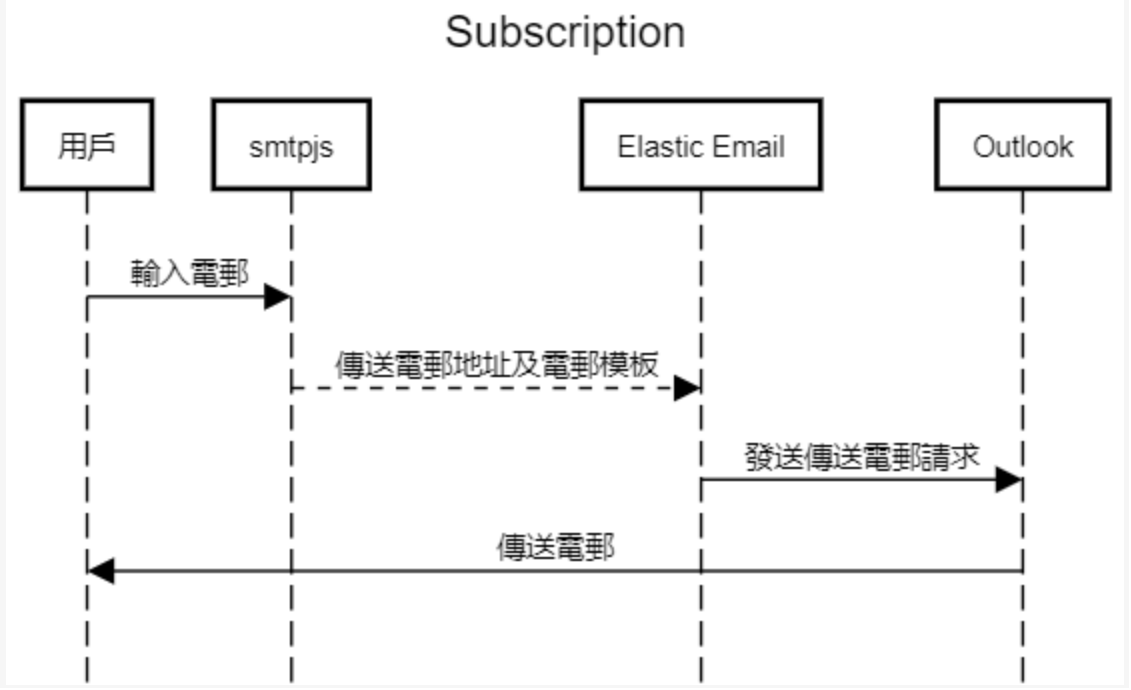 Subscription
用戶
smtpjs
Elastic Email
Outlook
輸入電郵
傳送電郵地址及電郵模板
發送傳送電郵請求
傳送電郵